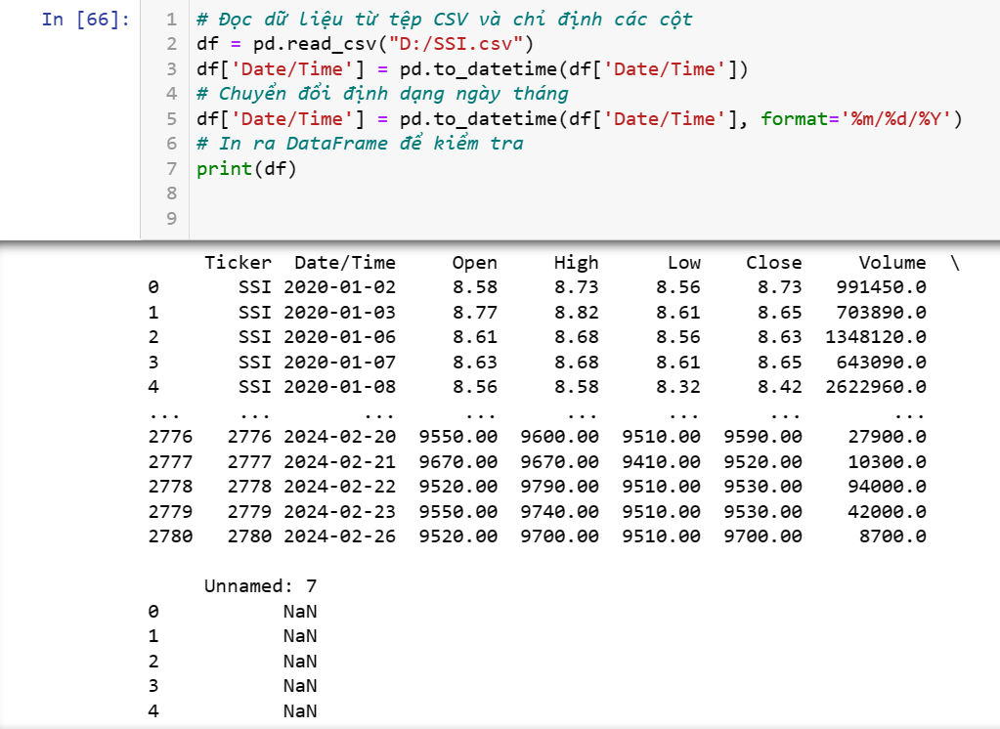 In [66]:
1 # Đọc dữ liệu từ tệp CSV và chỉ định các cột
2 df = pd.read_csv("D:/SSI.csv")
3 df['Date/Time'] = pd.to_datetime(df['Date/Time'])
4 # Chuyển đổi định dạng ngày tháng
5 df['Date/Time'] = pd.to_datetime(df['Date/Time'], format='%m/%d/%Y')
6 # In ra DataFrame để kiểm tra
7 print(df)
8
9
Ticker Date/Time Open High Low Close Volume \
0 SSI 2020-01-02 8.58 8.73 8.56 8.73 991450.0
1 SSI 2020-01-03 8.77 8.82 8.61 8.65 703890.0
2 SSI 2020-01-06 8.61 8.68 8.56 8.63 1348120.0
3 SSI 2020-01-07 8.63 8.68 8.61 8.65 643090.0
4 SSI 2020-01-08 8.56 8.58 8.32 8.42 2622960.0
... ... ... ... ... ... ... ...
2776 2776 2024-02-20 9550.00 9600.00 9510.00 9590.00 27900.0
2777 2777 2024-02-21 9670.00 9670.00 9410.00 9520.00 10300.0
2778 2778 2024-02-22 9520.00 9790.00 9510.00 9530.00 94000.0
2779 2779 2024-02-23 9550.00 9740.00 9510.00 9530.00 42000.0
2780 2780 2024-02-26 9520.00 9700.00 9510.00 9700.00 8700.0
Unnamed: 7
0 NaN
1 NaN
2 NaN
3 NaN
4 NaN